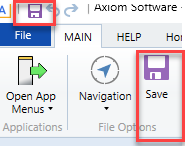 A Axiom Software -
File MAIN HELP
Open App Navigation Save
Menus
Applications File Options